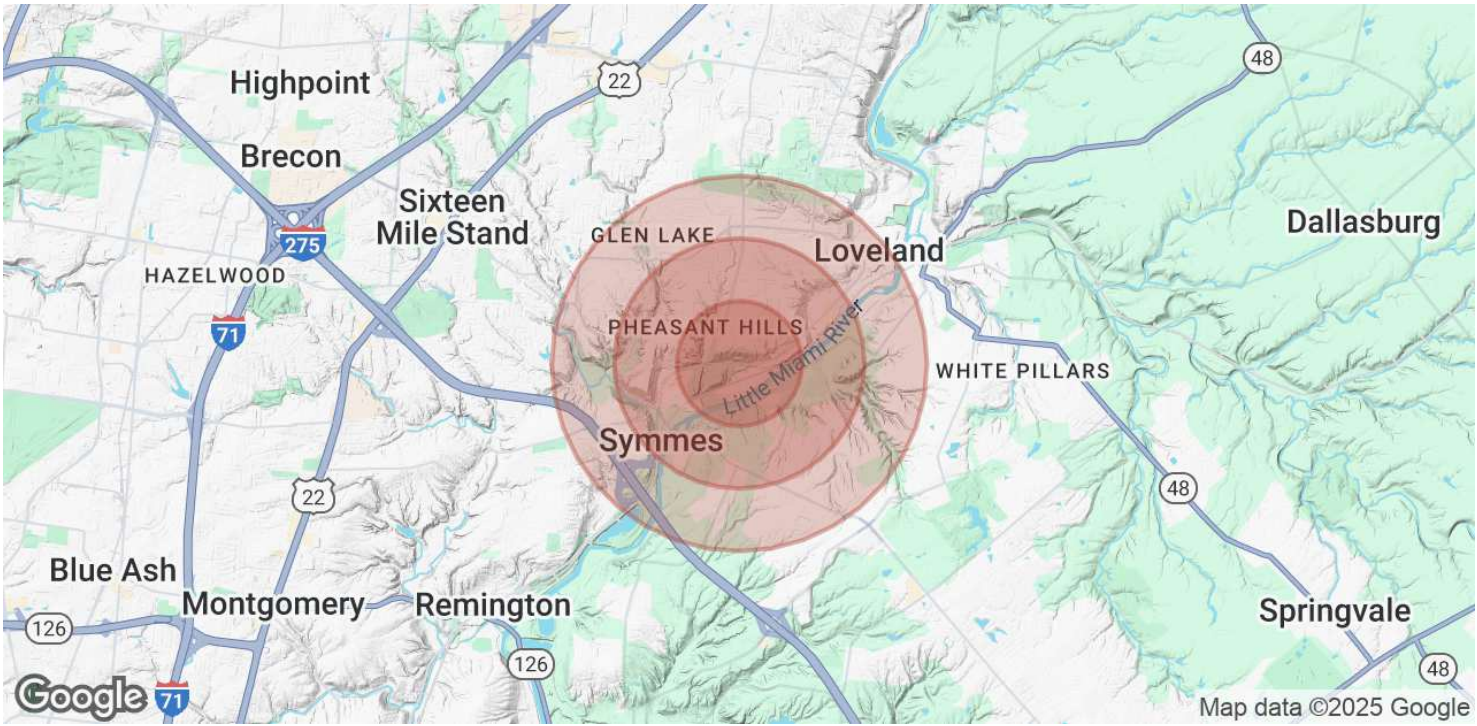 48
22
Highpoint
Brecon
Sixteen
Mile Stand
Dallasburg
GLEN LAKE
275
Loveland
HAZELWOOD
71
PHEASANT HILLS
Little Miami River
WHITE PILLARS
Symmes
22
48
Blue Ash
Montgomery
Remington
Springvale
126
126
48
Google
71
Map data ©2025 Google